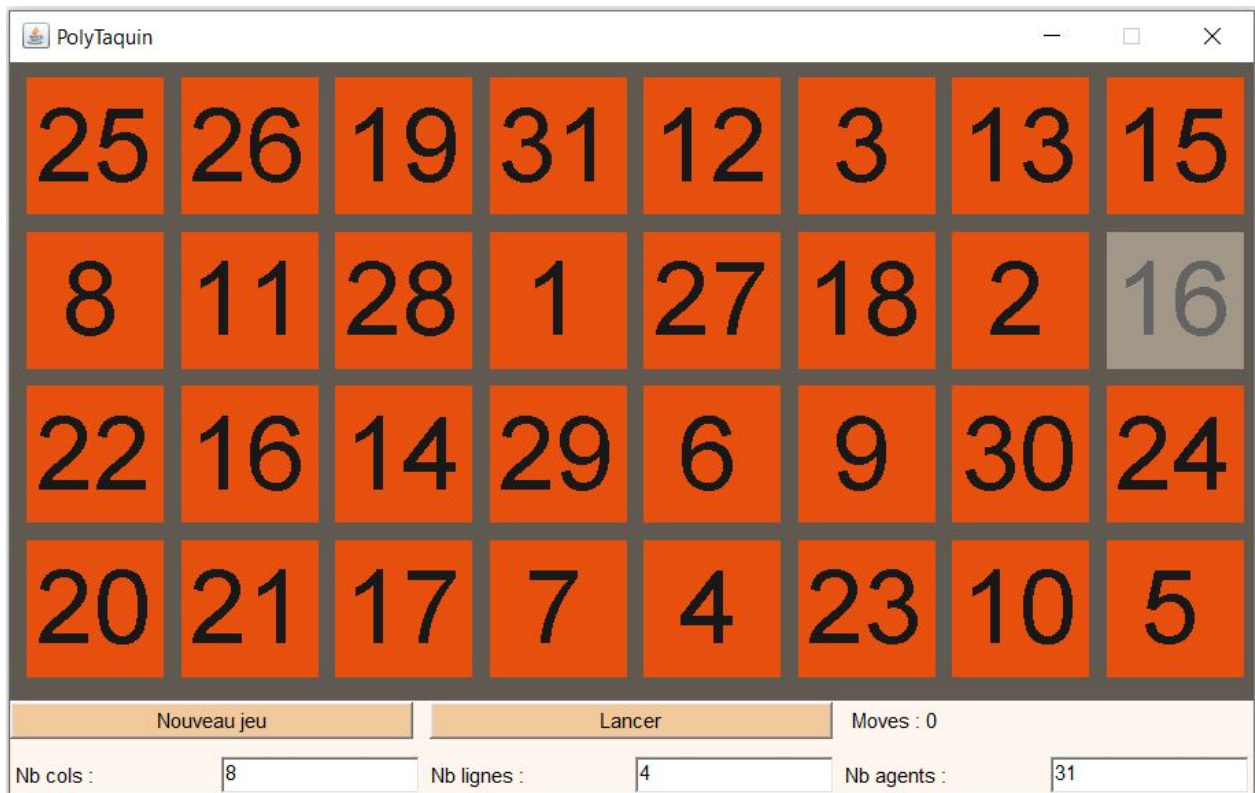 PolyTaquin
25 26 19 31 12 3 13 15
8 11 28 1 27 18 2 16
22 16 14 29 6 9 30 24
20 21 17 7 4 23 10 5
Nouveau jeu Lancer Moves : 0
Nb cols : 8 Nb lignes : 4 Nb agents : 31